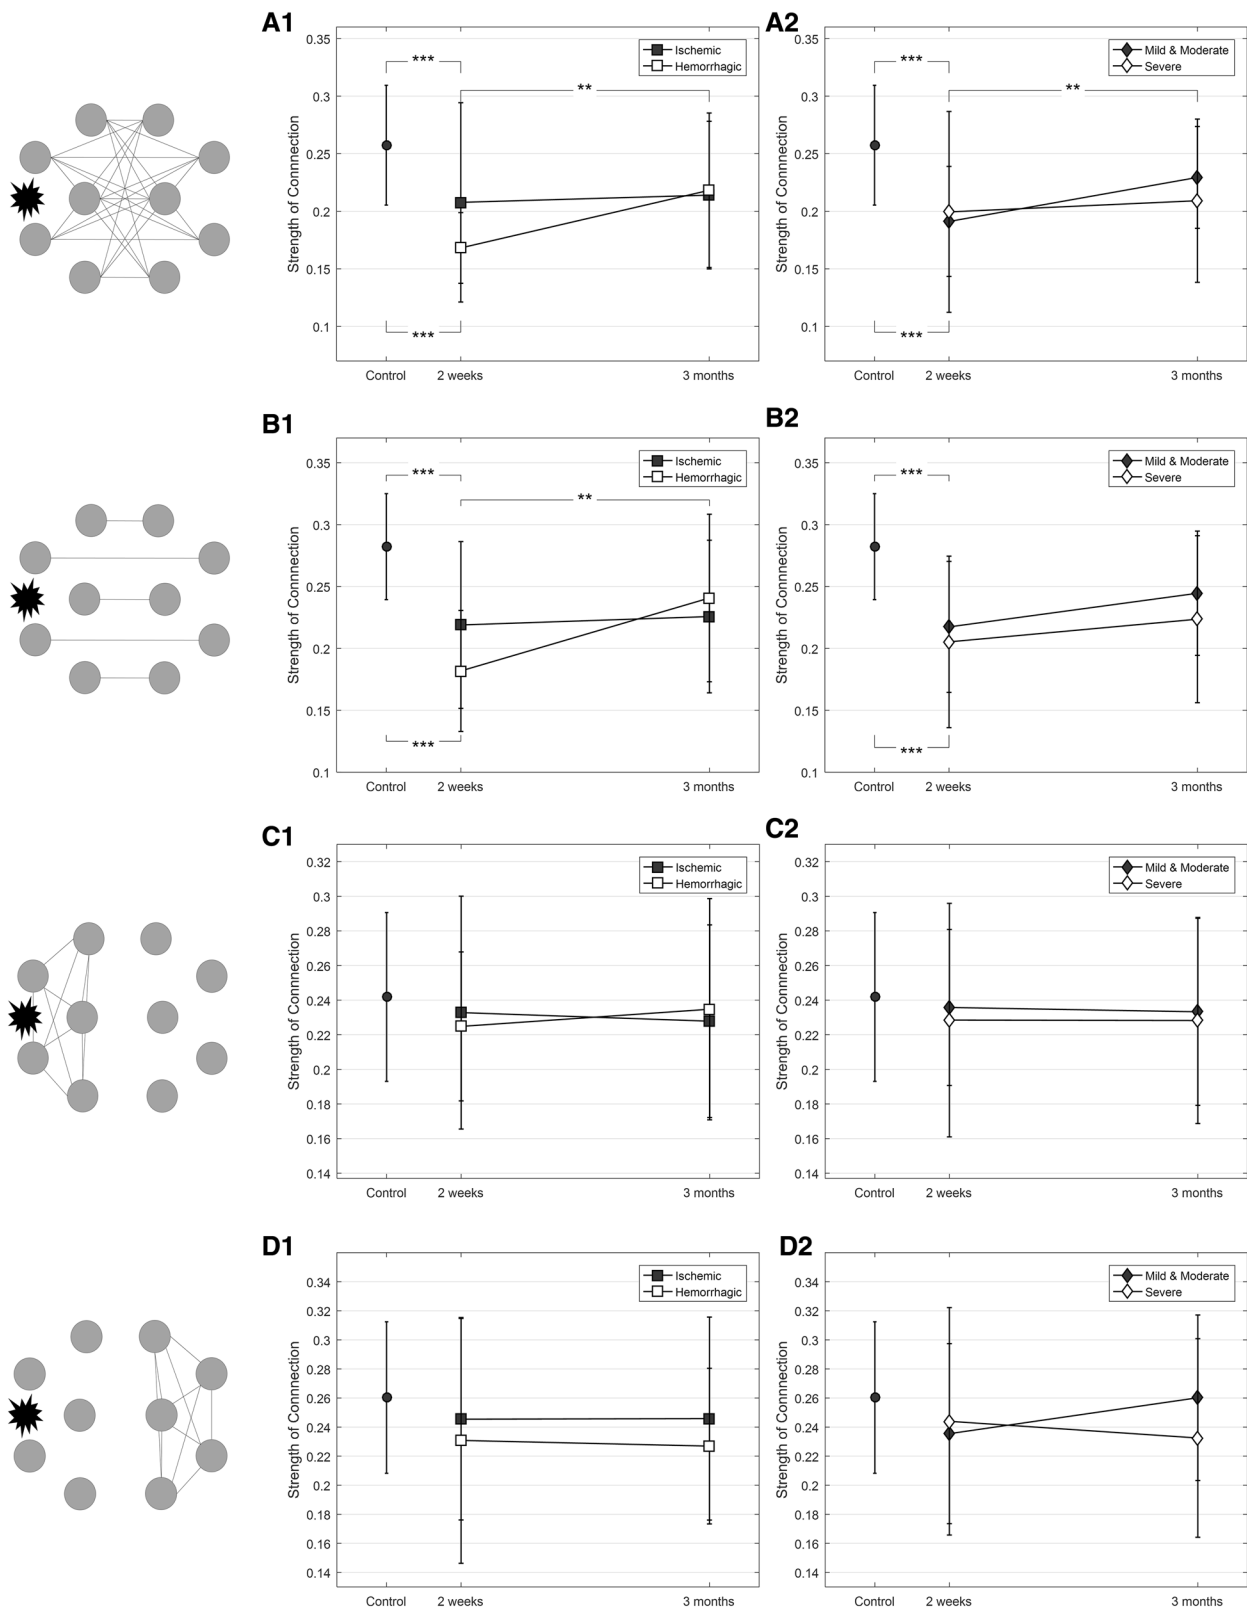 A1
A2
0.35
0.3
0.25
0.2
0.15
0.1
Strength of Connnection
***
**
***
Ischemic
Hemorrhagic
Control
2 weeks
3 months
0.35
0.3
0.25
0.2
0.15
0.1
Strength of Connnection
***
**
***
Mild & Moderate
Severe
Control
2 weeks
3 months
B1
B2
0.35
0.3
0.25
0.2
0.15
0.1
Strength of Connnection
***
**
***
Ischemic
Hemorrhagic
Control
2 weeks
3 months
0.35
0.3
0.25
0.2
0.15
0.1
Strength of Connnection
***
***
Mild & Moderate
Severe
Control
2 weeks
3 months
C1
C2
0.32
0.3
0.28
0.26
0.24
0.22
0.2
0.18
0.16
0.14
Strength of Connnection
Ischemic
Hemorrhagic
Control
2 weeks
3 months
0.32
0.3
0.28
0.26
0.24
0.22
0.2
0.18
0.16
0.14
Strength of Connnection
Mild & Moderate
Severe
Control
2 weeks
3 months
D1
D2
0.34
0.32
0.3
0.28
0.26
0.24
0.22
0.2
0.18
0.16
0.14
Strength of Connnection
Ischemic
Hemorrhagic
Control
2 weeks
3 months
0.34
0.32
0.3
0.28
0.26
0.24
0.22
0.2
0.18
0.16
0.14
Strength of Connnection
Mild & Moderate
Severe
Control
2 weeks
3 months